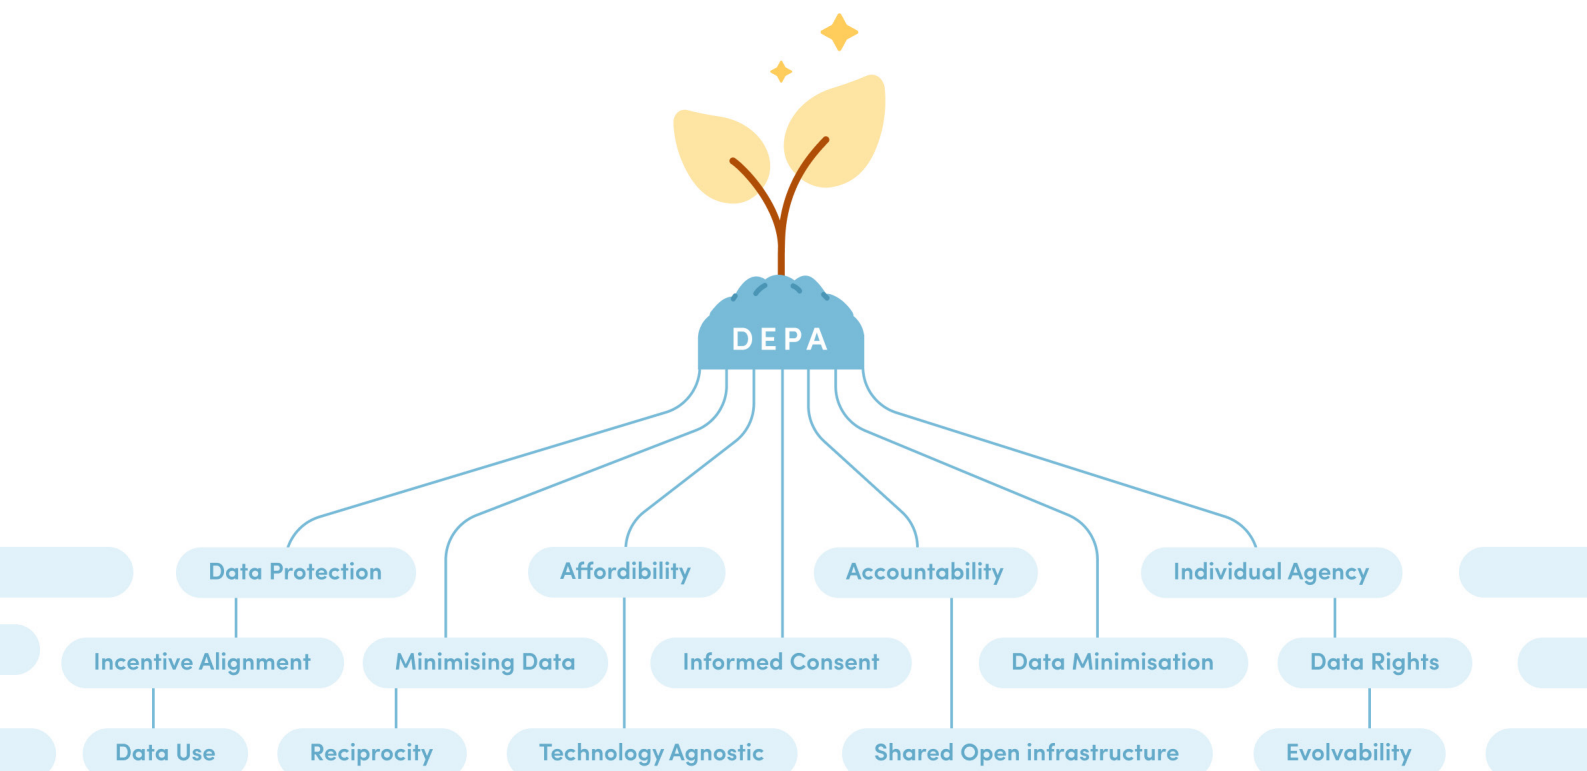 DEPA
Data Protection
Affordibility
Accountability
Individual Agency
Incentive Alignment
Minimising Data
Informed Consent
Data Minimisation
Data Rights
Data Use
Reciprocity
Technology Agnostic
Shared Open infrastructure
Evolvability